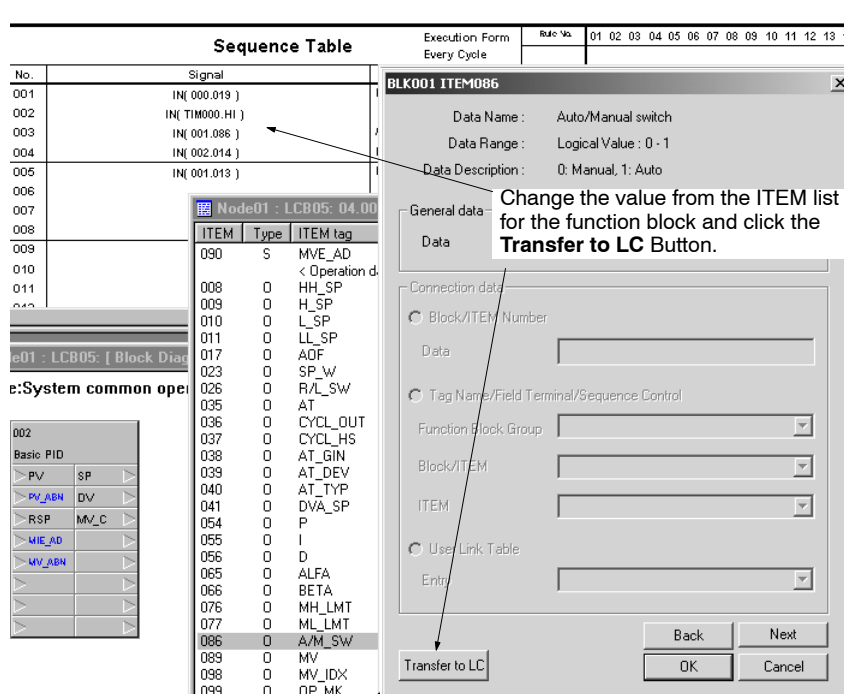 Sequence Table
Execution Form
Every Cycle
Rule No. 01 02 03 04 05 06 07 08 09 10 11 12 13
No. Signal
001 IN( 000.019 )
002 IN( TIM000.HI )
003 IN( 001.086 )
004 IN( 002.014 )
005 IN( 001.013 )
006
007
008
009
010
011
012
Node01 : LCB05: 04.00
ITEM Type ITEM tag
090 S MVE_AD
< Operation d
008 O HH_SP
009 O H_SP
010 O L_SP
011 O LL_SP
017 O AOF
023 O SP_W
026 O R/L_SW
035 O AT
036 O CYCL_OUT
037 O CYCL_HS
038 O AT_GIN
039 O AT_DEV
040 O AT_TYP
041 O DVA_SP
054 O P
055 O I
056 O D
065 O ALFA
066 O BETA
076 O MH_LMT
077 O ML_LMT
086 O A/M_SW
089 O MV
098 O MV_IDX
099 O OP_MK
de01 : LCB05: [ Block Diag
e:System common oper
002
Basic PID
PV SP
PV_ABN DV
RSP MV_C
MIE_AD
MV_ABN
BLK001 ITEM086
Data Name : Auto/Manual switch
Data Range : Logical Value : 0 - 1
Data Description : 0: Manual, 1: Auto
General data
Data
Change the value from the ITEM list
for the function block and click the
Transfer to LC Button.
Connection data
Block/ITEM Number
Data
Tag Name/Field Terminal/Sequence Control
Function Block Group
Block/ITEM
ITEM
User Link Table
Entry
Back Next
Transfer to LC OK Cancel